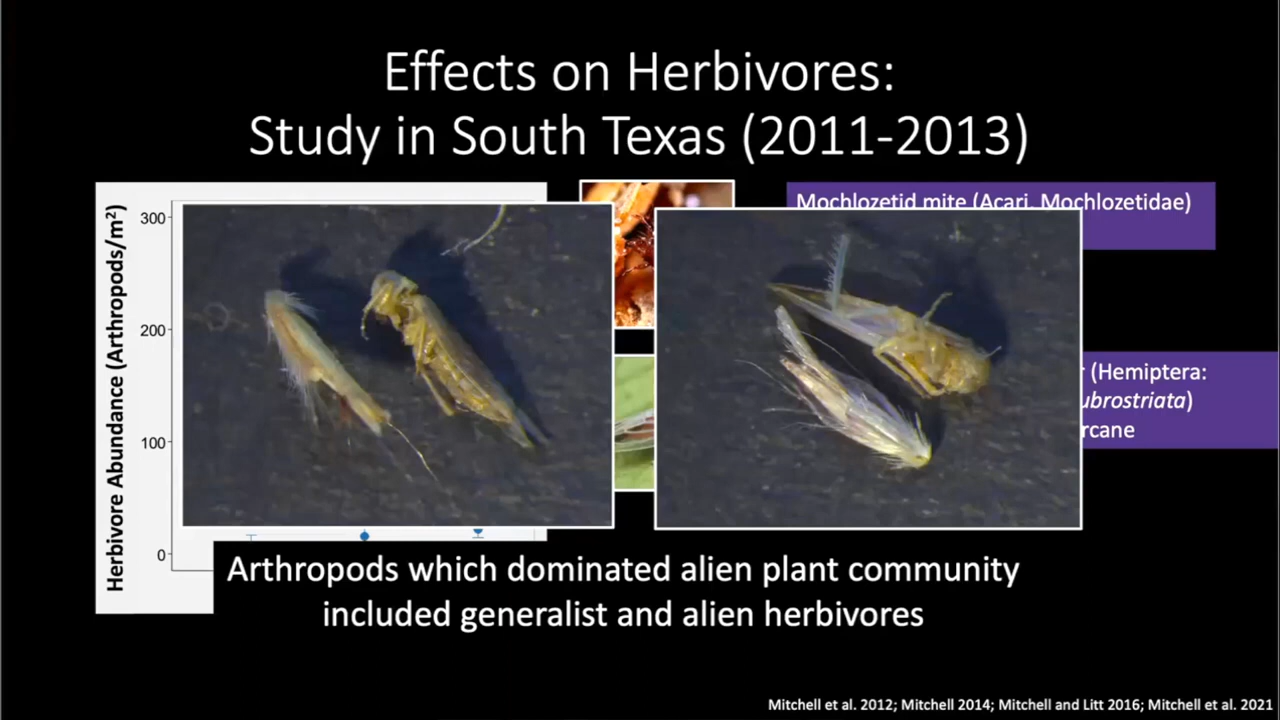 Effects on Herbivores:
Study in South Texas (2011-2013)
Herbivore Abundance (Arthropods/m²)
300
200
100
0
Mochlozetid mite (Acari, Mochlozetidae)
(Hemiptera:
ubrostriata)
rcane
Arthropods which dominated alien plant community
included generalist and alien herbivores
Mitchell et al. 2012; Mitchell 2014; Mitchell and Litt 2016; Mitchell et al. 2021